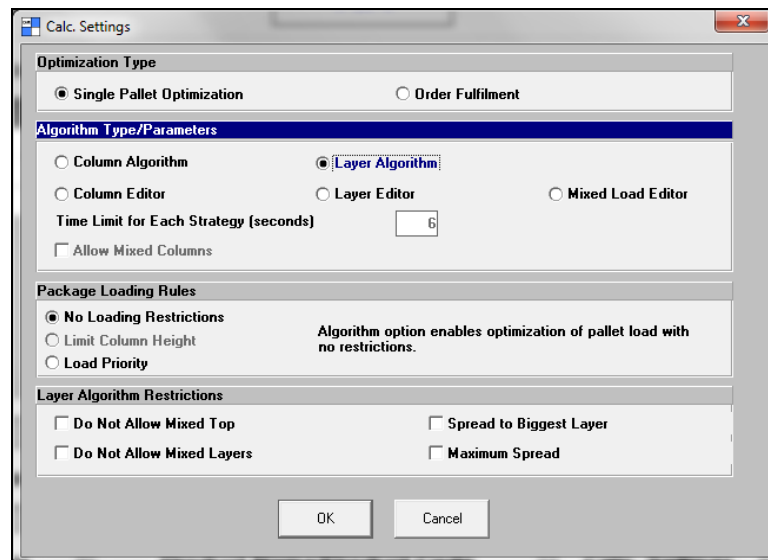 Calc. Settings
Optimization Type
Single Pallet Optimization Order Fulfilment
Algorithm Type/Parameters
Column Algorithm Layer Algorithm
Column Editor Layer Editor Mixed Load Editor
Time Limit for Each Strategy (seconds) 6
Allow Mixed Columns
Package Loading Rules
No Loading Restrictions
Limit Column Height
Load Priority
Algorithm option enables optimization of pallet load with
no restrictions.
Layer Algorithm Restrictions
Do Not Allow Mixed Top Spread to Biggest Layer
Do Not Allow Mixed Layers Maximum Spread
OK Cancel